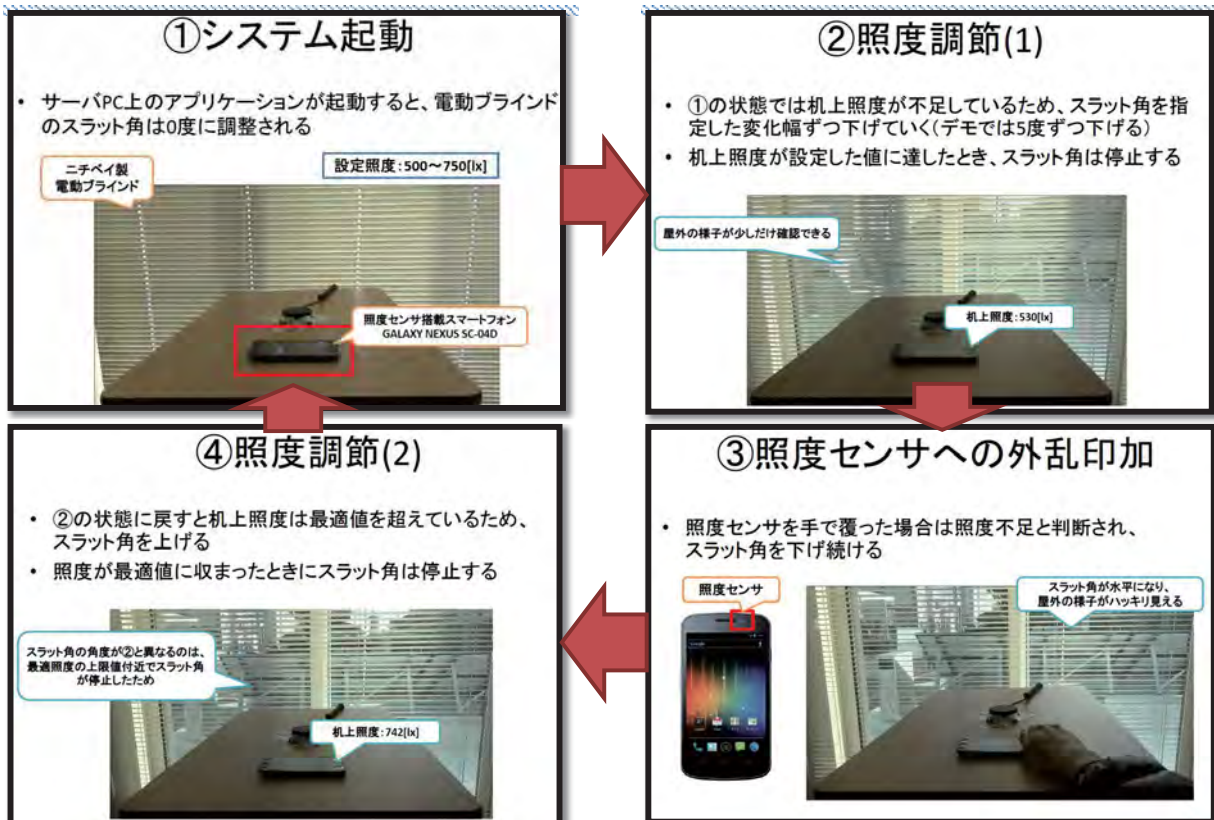 ①システム起動
• サーバPC上のアプリケーションが起動すると、電動ブラインド
のスラット角は0度に調整される
ニチベイ製
電動ブラインド
設定照度:500～750[lx]
照度センサ搭載スマートフォン
GALAXY NEXUS SC-04D
②照度調節(1)
• ①の状態では机上照度が不足しているため、スラット角を指
定した変化幅ずつ下げていく(デモでは5度ずつ下げる)
• 机上照度が設定した値に達したとき、スラット角は停止する
屋外の様子が少しだけ確認できる
机上照度:530[lx]
③照度センサへの外乱印加
• 照度センサを手で覆った場合は照度不足と判断され、
スラット角を下げ続ける
照度センサ
スラット角が水平になり、
屋外の様子がハッキリ見える
④照度調節(2)
• ②の状態に戻すと机上照度は最適値を超えているため、
スラット角を上げる
• 照度が最適値に収まったときにスラット角は停止する
スラット角の角度が②と異なるのは、
最適照度の上限値付近でスラット角
が停止したため
机上照度:742[lx]